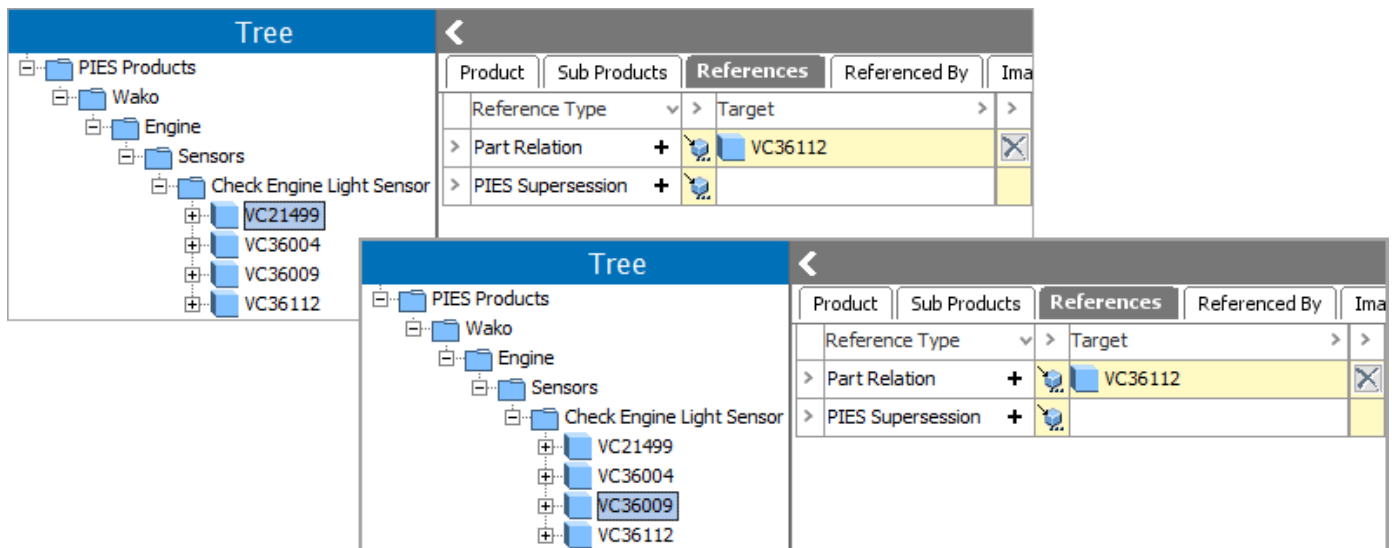 Tree
PIES Products
Wako
Engine
Sensors
Check Engine Light Sensor
VC21499
VC36004
VC36009
VC36112
Product Sub Products References Referenced By Ima
Reference Type Target
Part Relation VC36112
PIES Supersession
Tree
PIES Products
Wako
Engine
Sensors
Check Engine Light Sensor
VC21499
VC36004
VC36009
VC36112
Product Sub Products References Referenced By Ima
Reference Type Target
Part Relation VC36112
PIES Supersession